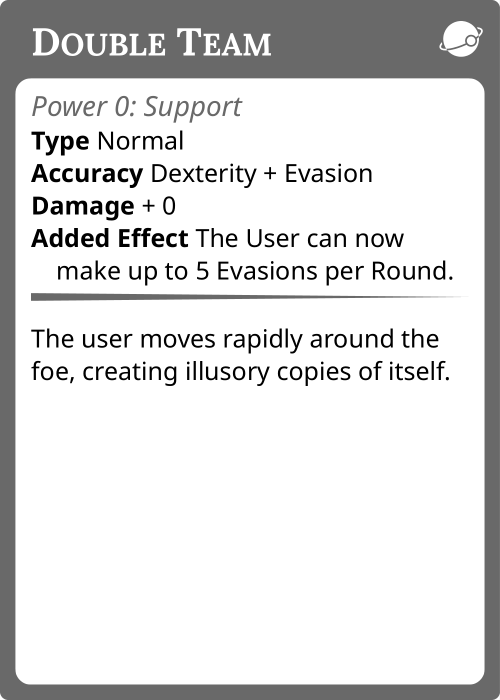 Double Team
Power 0: Support
Type Normal
Accuracy Dexterity + Evasion
Damage + 0
Added Effect The User can now
make up to 5 Evasions per Round.
The user moves rapidly around the
foe, creating illusory copies of itself.